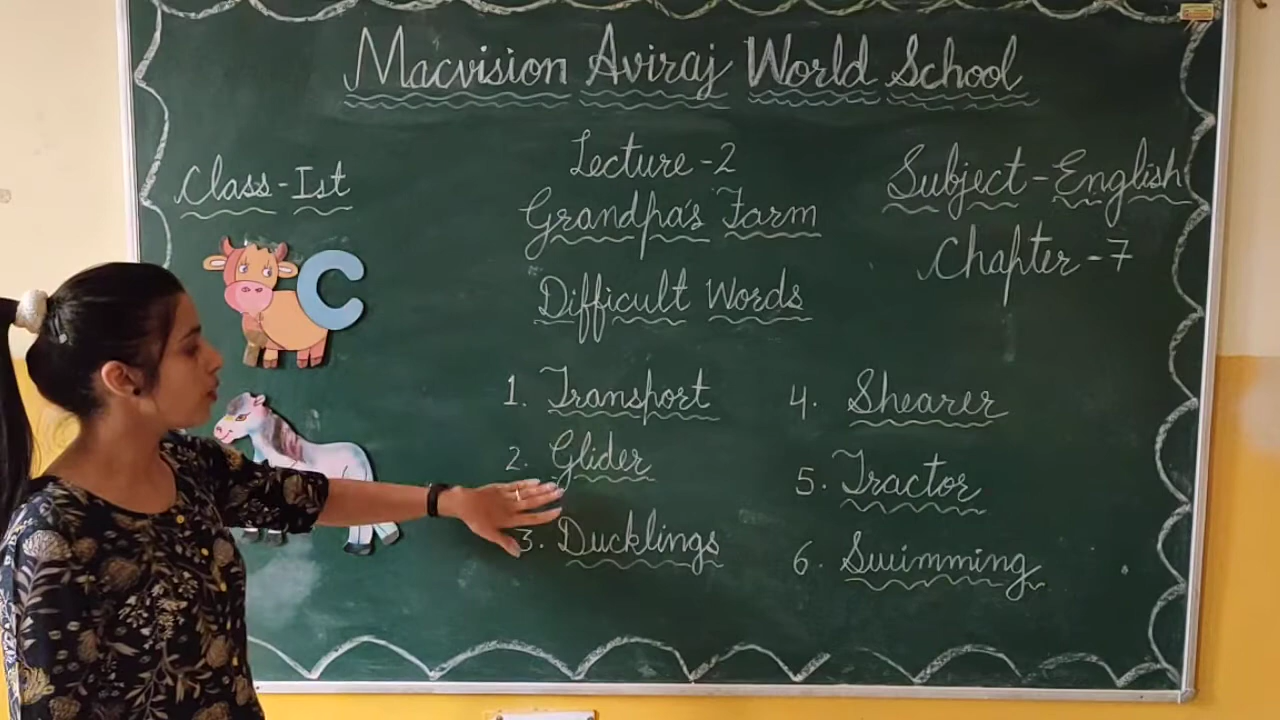 Macvision Aviraj World School
Lecture-2
Class-Ist
Subject-English
Grandpa's Farm
Chapter-7
C
Difficult Words
1. Transport
2. Glider
3. Ducklings
4. Shearer
5. Tractor
6. Swimming